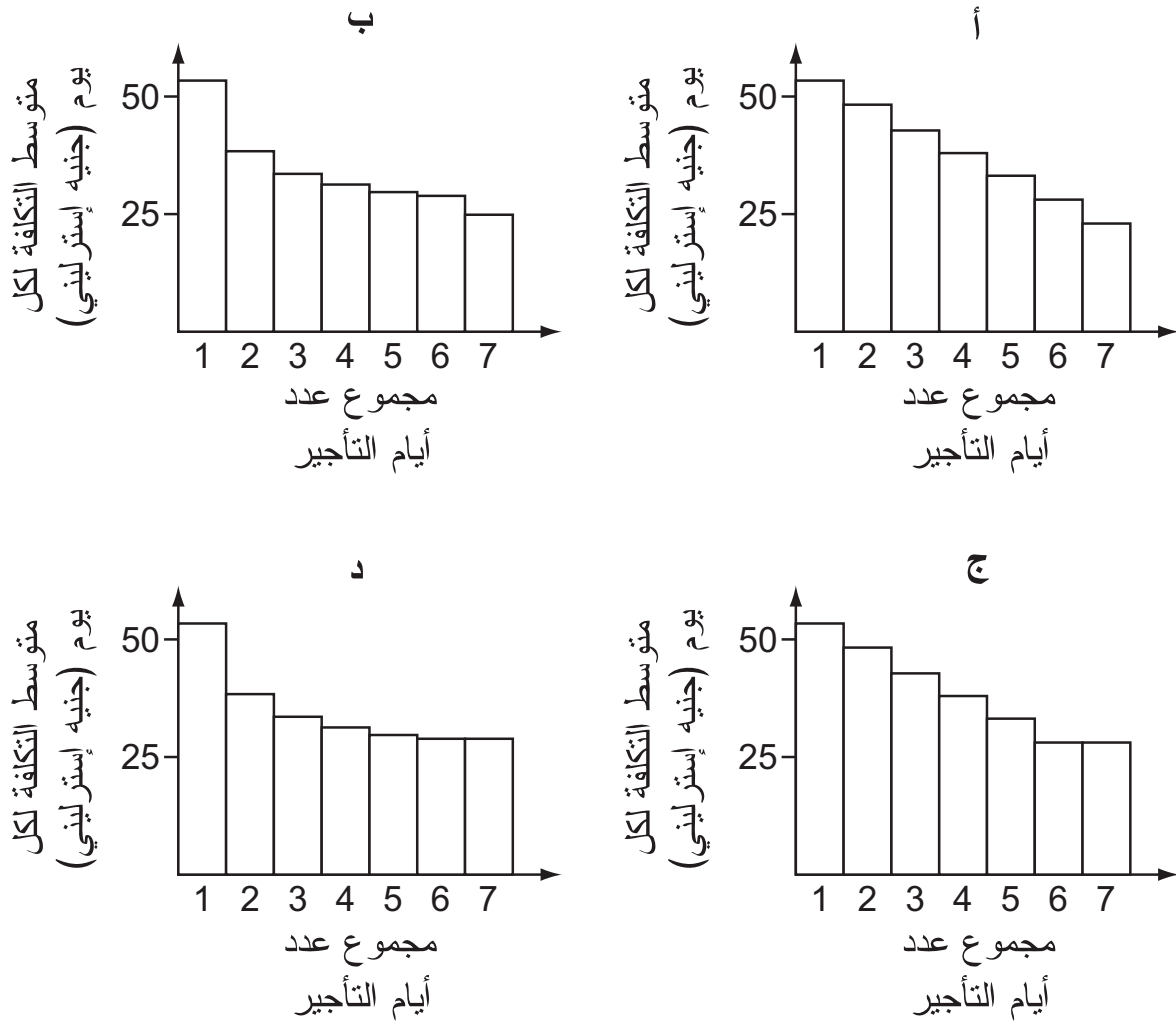 أ
متوسط التكلفة لكل
يوم (جنيه إسترليني)
50
25
1 2 3 4 5 6 7
مجموع عدد
أيام التأجير
ب
متوسط التكلفة لكل
يوم (جنيه إسترليني)
50
25
1 2 3 4 5 6 7
مجموع عدد
أيام التأجير
ج
متوسط التكلفة لكل
يوم (جنيه إسترليني)
50
25
1 2 3 4 5 6 7
مجموع عدد
أيام التأجير
د
متوسط التكلفة لكل
يوم (جنيه إسترليني)
50
25
1 2 3 4 5 6 7
مجموع عدد
أيام التأجير